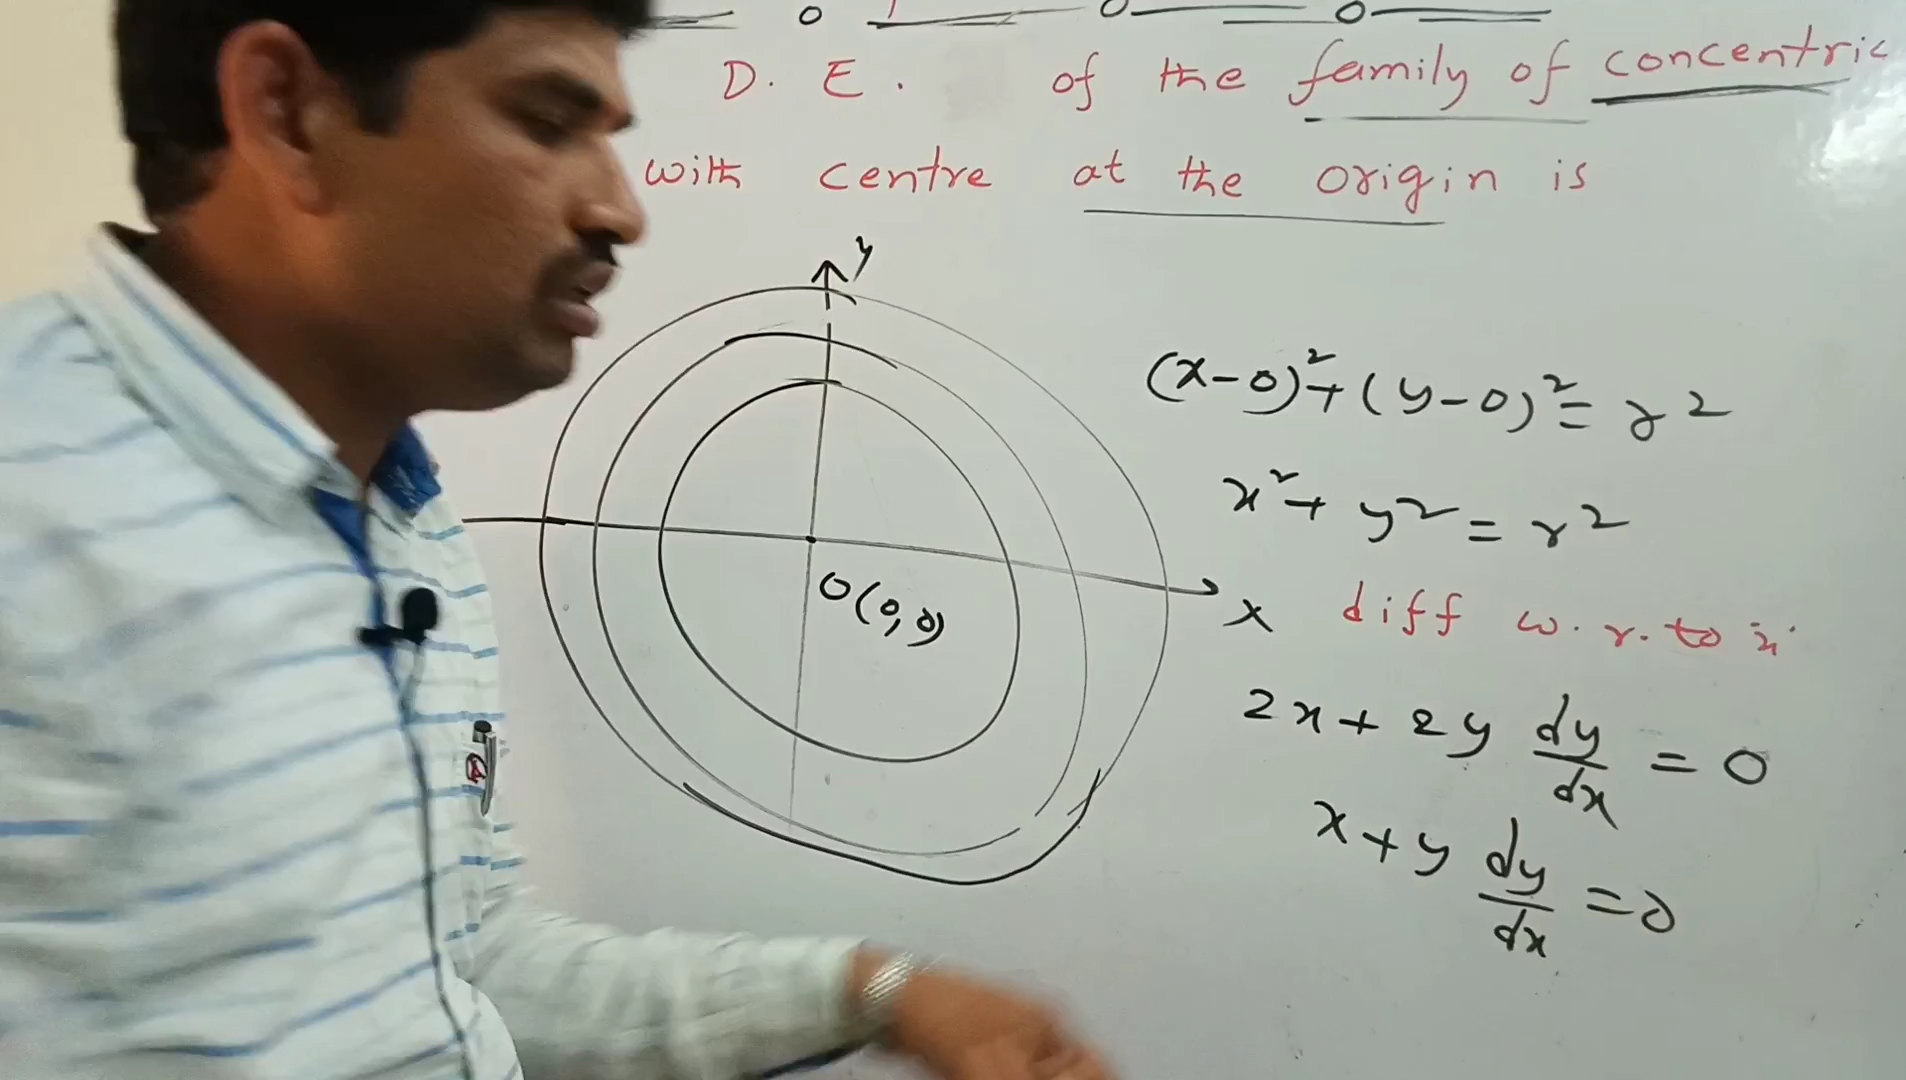 D. E. of the family of concentric
with centre at the origin is
y
(x-0)²+(y-0)²= r²
x²+ y²= r²
O(0,0)
x
diff w.r.to x
2x+ 2y dy/dx = 0
x+y dy/dx =0